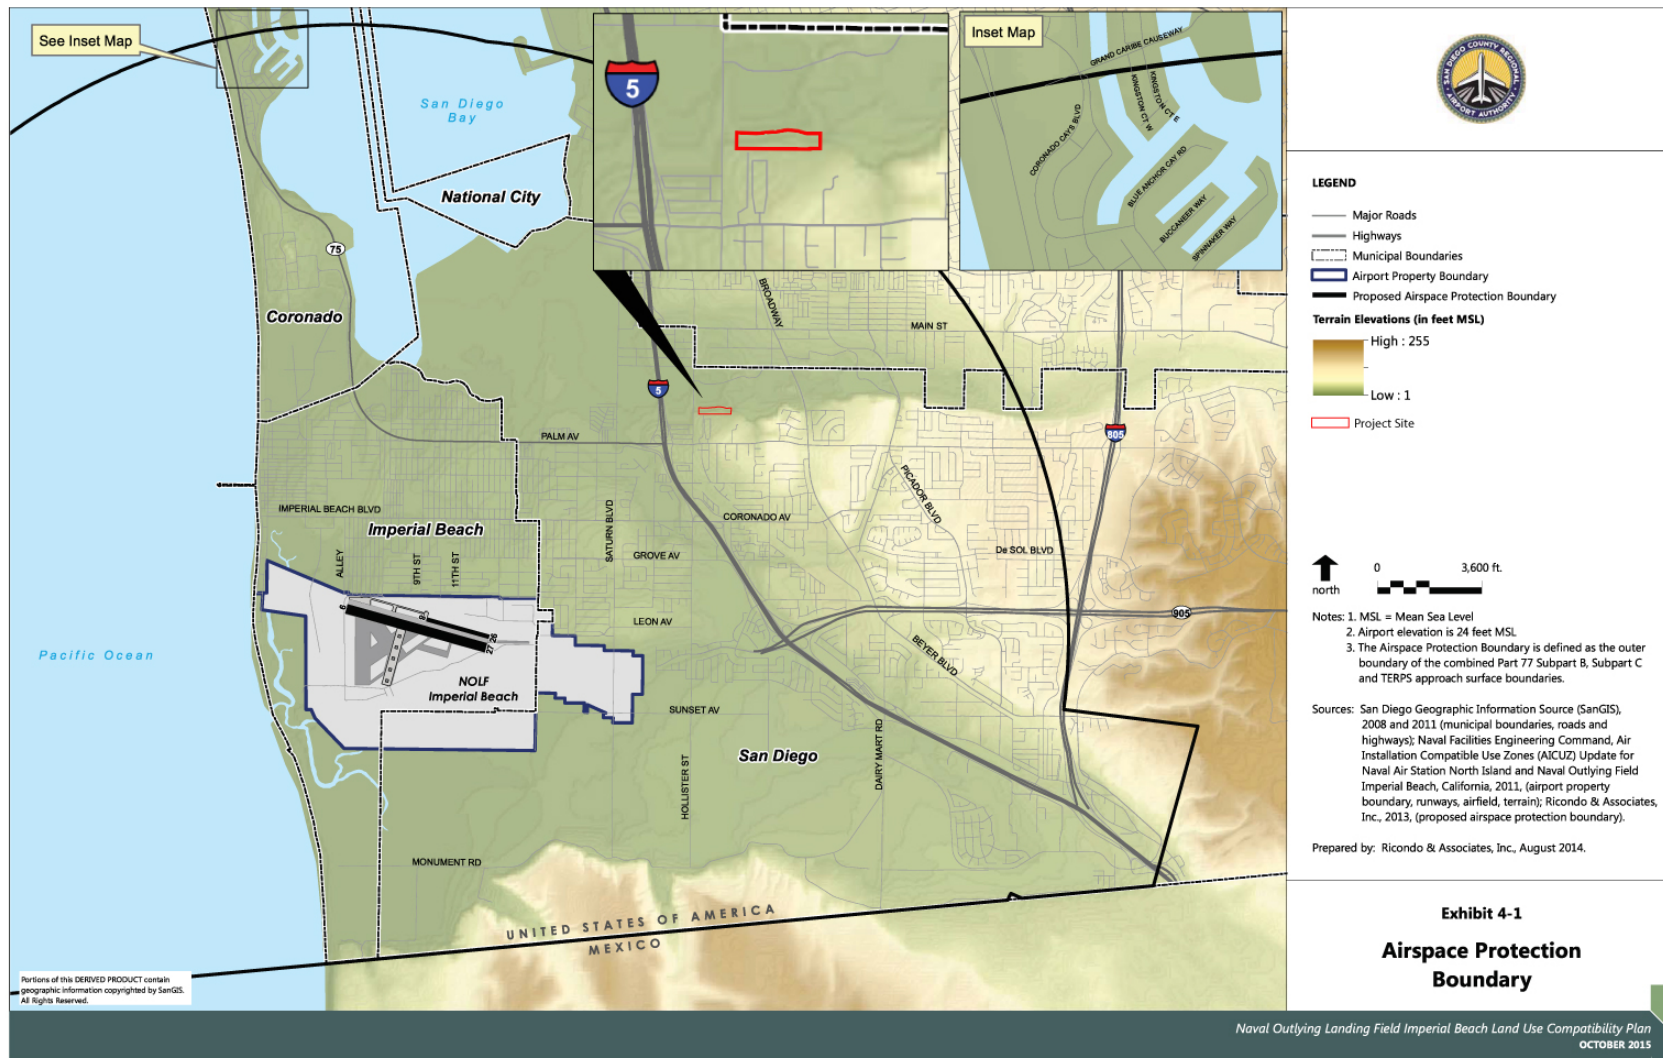 See Inset Map
San Diego
Bay
National City
75
Coronado
5
Inset Map
GRAND CARIBE CAUSEWAY
KINGSTON CT W
KINGSTON CT E
CORONADO CAYS BLVD
BLUE ANCHOR CAY RD
BUCCANEER WAY
SPINNAKER WAY
BROADWAY
MAIN ST
5
805
PALM AV
PICADOR BLVD
IMPERIAL BEACH BLVD
Imperial Beach
CORONADO AV
SATURN BLVD
GROVE AV
De SOL BLVD
ALLEY
9TH ST
11TH ST
LEON AV
905
BEYER BLVD
26
27
Pacific Ocean
NOLF
Imperial Beach
SUNSET AV
San Diego
DAIRY MART RD
HOLLISTER ST
MONUMENT RD
UNITED STATES OF AMERICA
MEXICO
Portions of this DERIVED PRODUCT contain
geographic information copyrighted by SanGIS.
All Rights Reserved.
SAN DIEGO COUNTY REGIONAL
AIRPORT AUTHORITY
LEGEND
Major Roads
Highways
Municipal Boundaries
Airport Property Boundary
Proposed Airspace Protection Boundary
Terrain Elevations (in feet MSL)
High : 255
Low : 1
Project Site
north
0 3,600 ft.
Notes: 1. MSL = Mean Sea Level
2. Airport elevation is 24 feet MSL
3. The Airspace Protection Boundary is defined as the outer
boundary of the combined Part 77 Subpart B, Subpart C
and TERPS approach surface boundaries.
Sources: San Diego Geographic Information Source (SanGIS),
2008 and 2011 (municipal boundaries, roads and
highways); Naval Facilities Engineering Command, Air
Installation Compatible Use Zones (AICUZ) Update for
Naval Air Station North Island and Naval Outlying Field
Imperial Beach, California, 2011, (airport property
boundary, runways, airfield, terrain); Ricondo & Associates,
Inc., 2013, (proposed airspace protection boundary).
Prepared by: Ricondo & Associates, Inc., August 2014.
Exhibit 4-1
Airspace Protection
Boundary
Naval Outlying Landing Field Imperial Beach Land Use Compatibility Plan
OCTOBER 2015